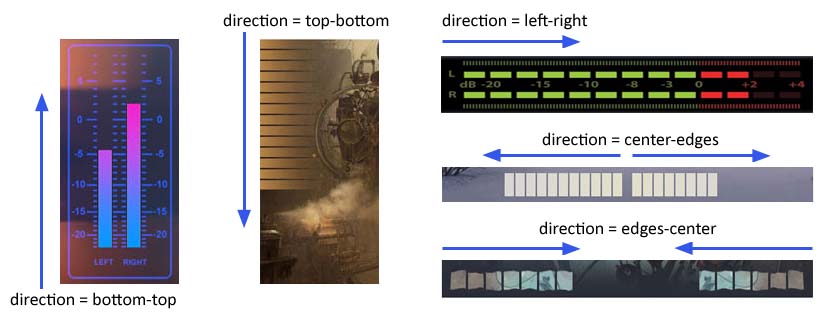 direction = top-bottom
direction = left-right
L
dB -20 -15 -10 -8 -3 0 +2 +4
R
direction = center-edges
direction = edges-center
5 5
0 0
-5 -5
-10 -10
-15 -15
-20 -20
LEFT RIGHT
direction = bottom-top